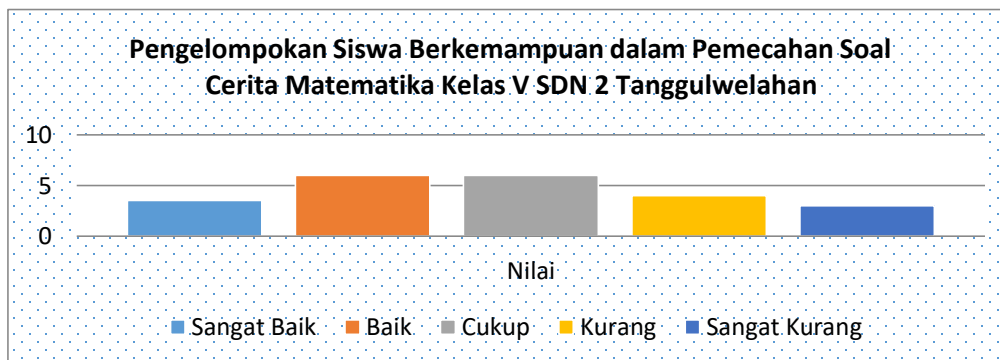 Pengelompokan Siswa Berkemampuan dalam Pemecahan Soal
Cerita Matematika Kelas V SDN 2 Tanggulwelahan
10
5
0
Nilai
Sangat Baik
Baik
Cukup
Kurang
Sangat Kurang